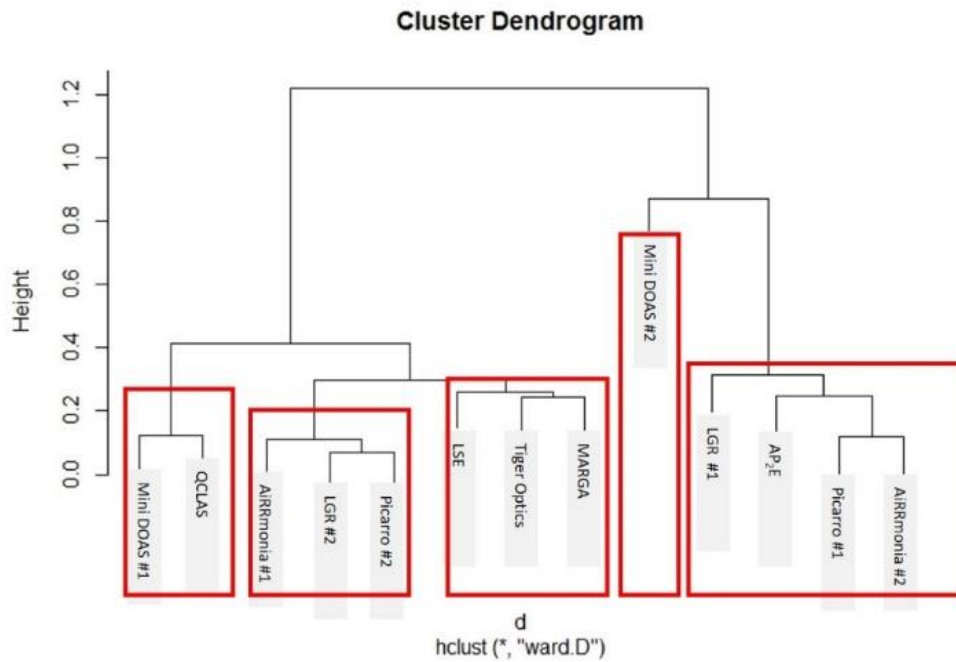 Cluster Dendrogram
Height
1.2
1.0
0.8
0.6
0.4
0.2
0.0
Mini DOAS #1
QCLAS
AiRRmonia #1
LGR #2
Picarro #2
LSE
Tiger Optics
MARGA
Mini DOAS #2
LGR #1
AP₂E
Picarro #1
AiRRmonia #2
d
hclust (*, "ward.D")